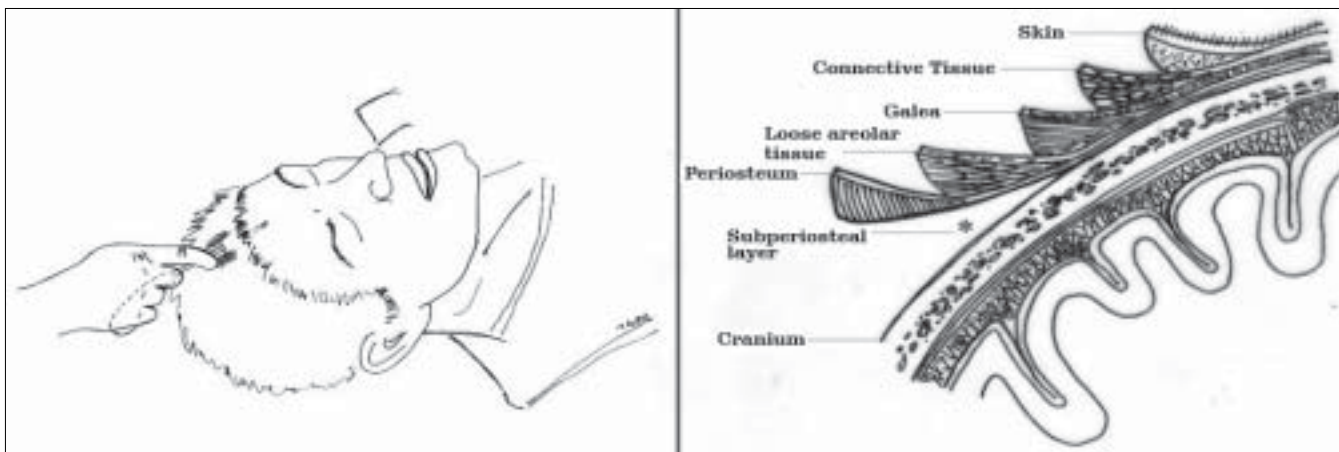 Skin
Connective Tissue
Galea
Loose areolar
tissue
Periosteum
*
Subperiosteal
layer
Cranium